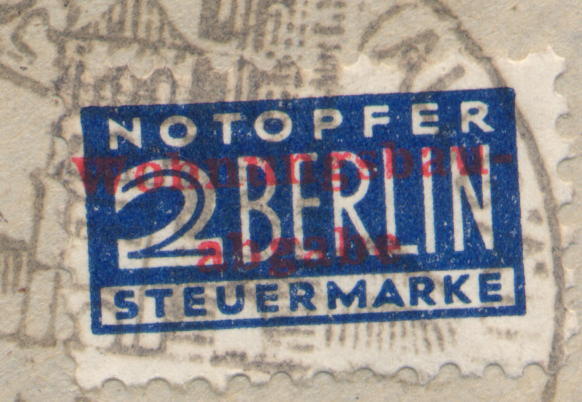 NOTOPFER
Wohnungsbau-
2 BERLIN
abgabe
STEUERMARKE